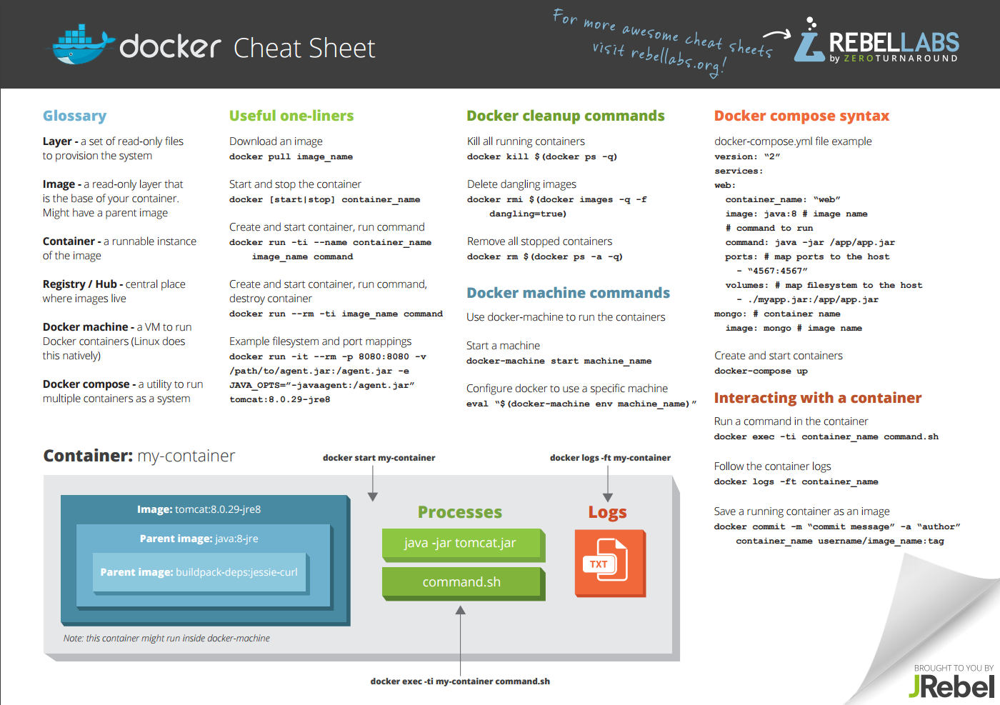 docker Cheat Sheet
For more awesome cheat sheets
visit rebellabs.org!
REBELLABS
by ZEROTURNAROUND
Glossary
Layer - a set of read-only files
to provision the system
Image - a read-only layer that
is the base of your container.
Might have a parent image
Container - a runnable instance
of the image
Registry / Hub - central place
where images live
Docker machine - a VM to run
Docker containers (Linux does
this natively)
Docker compose - a utility to run
multiple containers as a system
Useful one-liners
Download an image
docker pull image_name
Start and stop the container
docker [start|stop] container_name
Create and start container, run command
docker run -ti --name container_name
image_name command
Create and start container, run command,
destroy container
docker run --rm -ti image_name command
Example filesystem and port mappings
docker run -it --rm -p 8080:8080 -v
/path/to/agent.jar:/agent.jar -e
JAVA_OPTS=”-javaagent:/agent.jar”
tomcat:8.0.29-jre8
Docker cleanup commands
Kill all running containers
docker kill $(docker ps -q)
Delete dangling images
docker rmi $(docker images -q -f
dangling=true)
Remove all stopped containers
docker rm $(docker ps -a -q)
Docker machine commands
Use docker-machine to run the containers
Start a machine
docker-machine start machine_name
Configure docker to use a specific machine
eval “$(docker-machine env machine_name)”
Docker compose syntax
docker-compose.yml file example
version: “2”
services:
web:
container_name: “web”
image: java:8 # image name
# command to run
command: java -jar /app/app.jar
ports: # map ports to the host
- “4567:4567”
volumes: # map filesystem to the host
- ./myapp.jar:/app/app.jar
mongo: # container name
image: mongo # image name
Create and start containers
docker-compose up
Interacting with a container
Run a command in the container
docker exec -ti container_name command.sh
Follow the container logs
docker logs -ft container_name
Save a running container as an image
docker commit -m “commit message” -a “author”
container_name username/image_name:tag
Container: my-container
docker start my-container
docker logs -ft my-container
Image: tomcat:8.0.29-jre8
Parent image: java:8-jre
Parent image: buildpack-deps:jessie-curl
Note: this container might run inside docker-machine
Processes
java -jar tomcat.jar
command.sh
Logs
TXT
docker exec -ti my-container command.sh
BROUGHT TO YOU BY
JRebel